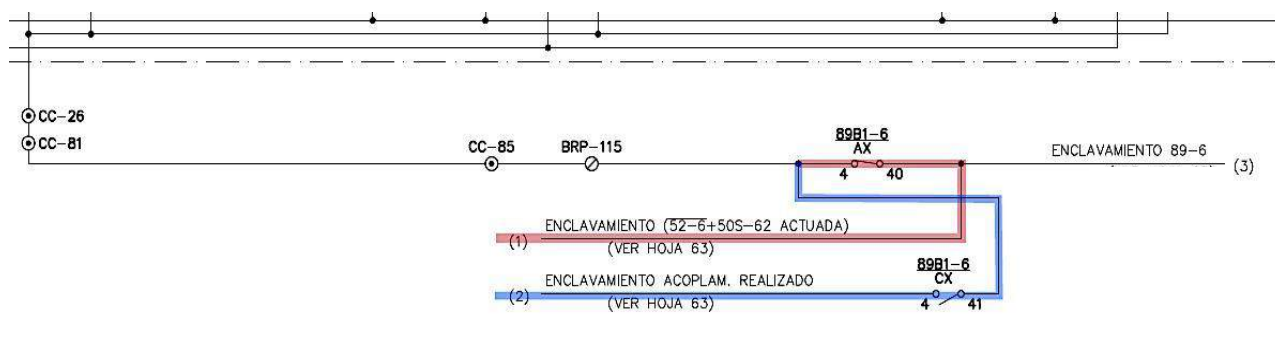 CC-26
CC-81
CC-85
BRP-115
89B1-6
AX
4
40
ENCLAVAMIENTO 89-6
(3)
ENCLAVAMIENTO (52-6+50S-62 ACTUADA)
(1)
(VER HOJA 63)
89B1-6
CX
ENCLAVAMIENTO ACOPLAM. REALIZADO
(2)
(VER HOJA 63)
4
41